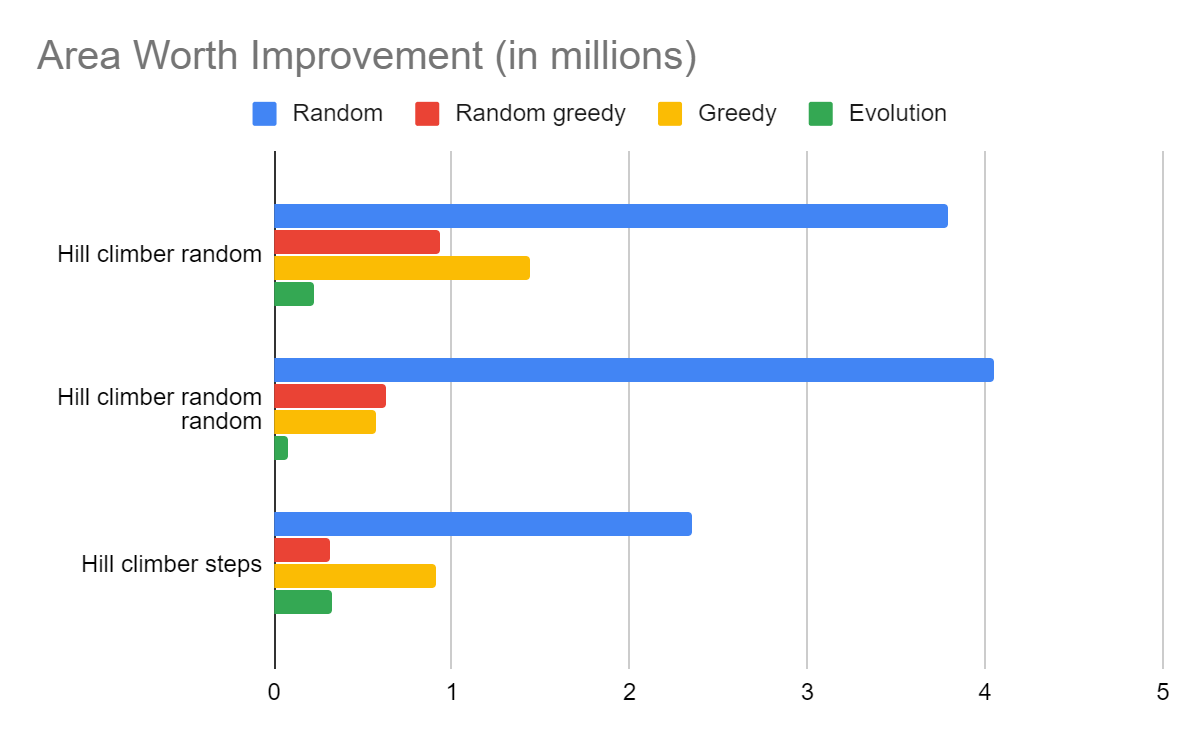 Area Worth Improvement (in millions)
Random Random greedy Greedy Evolution
Hill climber random
Hill climber random
random
Hill climber steps
0 1 2 3 4 5